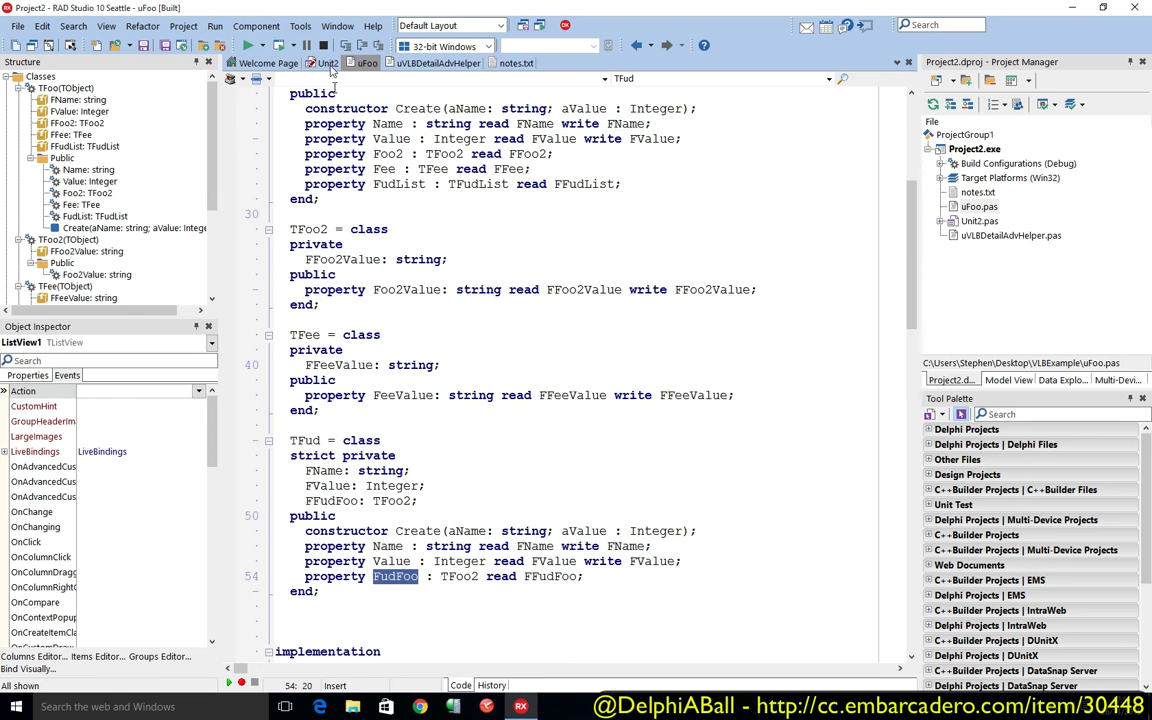 Project2 - RAD Studio 10 Seattle - uFoo [Built]
File Edit Search View Refactor Project Run Component Tools Window Help
Default Layout
Search
32-bit Windows
Structure
Welcome Page Unit2 uFoo uVLBDetailAdvHelper notes.txt
Project2.dproj - Project Manager
TFud
Classes
TFoo(TObject)
FName: string
FValue: Integer
FFoo2: TFoo2
FFee: TFee
FFudList: TFudList
Public
Name: string
Value: Integer
Foo2: TFoo2
Fee: TFee
FudList: TFudList
Create(aName: string; aValue: Intege
TFoo2(TObject)
FFoo2Value: string
Public
Foo2Value: string
TFee(TObject)
FFeeValue: string
Object Inspector
ListView1 TListView
Search
Properties Events
Action
CustomHint
GroupHeaderIm
LargeImages
LiveBindings LiveBindings
OnAdvancedCus
OnAdvancedCus
OnAdvancedCus
OnChange
OnChanging
OnClick
OnColumnClick
OnColumnDragg
OnColumnRight
OnCompare
OnContextPopup
OnCreateItemCla
Columns Editor... Items Editor... Groups Editor...
Bind Visually...
All shown
public
constructor Create(aName: string; aValue : Integer);
property Name : string read FName write FName;
property Value : Integer read FValue write FValue;
property Foo2 : TFoo2 read FFoo2;
property Fee : TFee read FFee;
property FudList : TFudList read FFudList;
end;
30
TFoo2 = class
private
FFoo2Value: string;
public
property Foo2Value: string read FFoo2Value write FFoo2Value;
end;
TFee = class
private
40 FFeeValue: string;
public
property FeeValue: string read FFeeValue write FFeeValue;
end;
TFud = class
strict private
FName: string;
FValue: Integer;
FFudFoo: TFoo2;
50 public
constructor Create(aName: string; aValue : Integer);
property Name : string read FName write FName;
property Value : Integer read FValue write FValue;
54 property FudFoo : TFoo2 read FFudFoo;
end;
implementation
54: 20 Insert Code History
File
ProjectGroup1
Project2.exe
Build Configurations (Debug)
Target Platforms (Win32)
notes.txt
uFoo.pas
Unit2.pas
uVLBDetailAdvHelper.pas
C:\Users\Stephen\Desktop\VLBExample\uFoo.pas
Project2.d... Model View Data Explo... Multi-Devi...
Tool Palette
Search
Delphi Projects
Delphi Projects | Delphi Files
Other Files
Design Projects
C++Builder Projects | C++Builder Files
Unit Test
Delphi Projects | Multi-Device Projects
C++Builder Projects
C++Builder Projects | Multi-Device Projects
Web Documents
C++Builder Projects | EMS
Delphi Projects | EMS
C++Builder Projects | IntraWeb
Delphi Projects | IntraWeb
C++Builder Projects | DUnitX
Delphi Projects | DUnitX
C++Builder Projects | DataSnap Server
Delphi Projects | DataSnap Server
Search the web and Windows
@DelphiABall - http://cc.embarcadero.com/item/30448